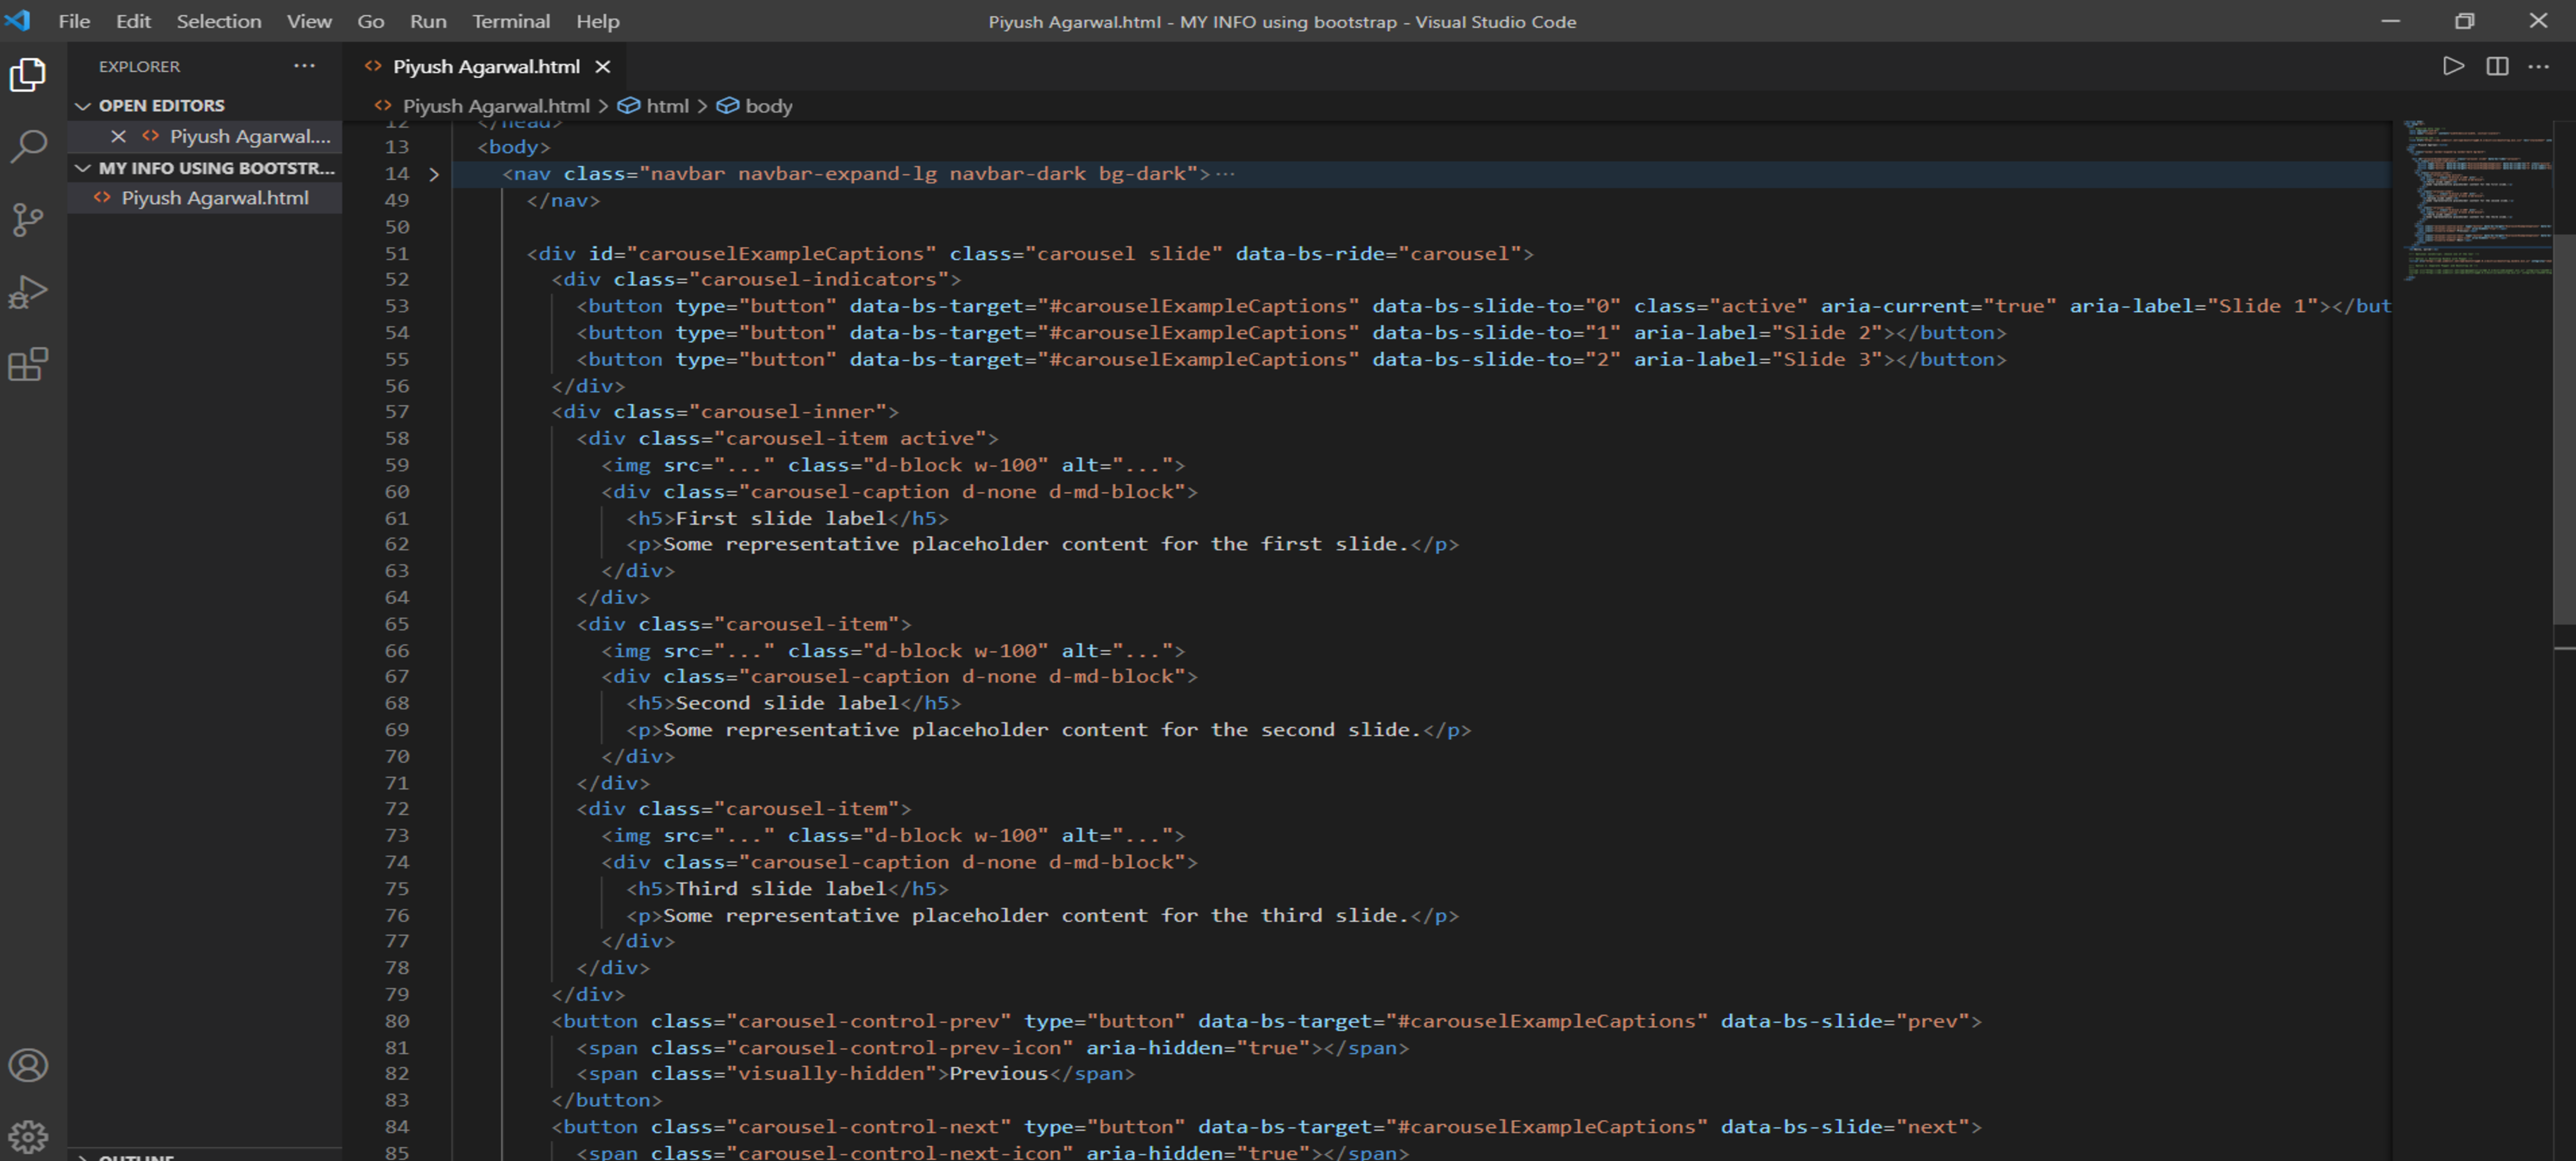 File Edit Selection View Go Run Terminal Help
Piyush Agarwal.html - MY INFO using bootstrap - Visual Studio Code
EXPLORER ···
OPEN EDITORS
Piyush Agarwal....
MY INFO USING BOOTSTR...
Piyush Agarwal.html
OUTLINE
Piyush Agarwal.html
Piyush Agarwal.html > html > body
12 </head>
13 <body>
14 <nav class="navbar navbar-expand-lg navbar-dark bg-dark">···
49 </nav>
50
51 <div id="carouselExampleCaptions" class="carousel slide" data-bs-ride="carousel">
52 <div class="carousel-indicators">
53 <button type="button" data-bs-target="#carouselExampleCaptions" data-bs-slide-to="0" class="active" aria-current="true" aria-label="Slide 1"></but
54 <button type="button" data-bs-target="#carouselExampleCaptions" data-bs-slide-to="1" aria-label="Slide 2"></button>
55 <button type="button" data-bs-target="#carouselExampleCaptions" data-bs-slide-to="2" aria-label="Slide 3"></button>
56 </div>
57 <div class="carousel-inner">
58 <div class="carousel-item active">
59 <img src="..." class="d-block w-100" alt="...">
60 <div class="carousel-caption d-none d-md-block">
61 <h5>First slide label</h5>
62 <p>Some representative placeholder content for the first slide.</p>
63 </div>
64 </div>
65 <div class="carousel-item">
66 <img src="..." class="d-block w-100" alt="...">
67 <div class="carousel-caption d-none d-md-block">
68 <h5>Second slide label</h5>
69 <p>Some representative placeholder content for the second slide.</p>
70 </div>
71 </div>
72 <div class="carousel-item">
73 <img src="..." class="d-block w-100" alt="...">
74 <div class="carousel-caption d-none d-md-block">
75 <h5>Third slide label</h5>
76 <p>Some representative placeholder content for the third slide.</p>
77 </div>
78 </div>
79 </div>
80 <button class="carousel-control-prev" type="button" data-bs-target="#carouselExampleCaptions" data-bs-slide="prev">
81 <span class="carousel-control-prev-icon" aria-hidden="true"></span>
82 <span class="visually-hidden">Previous</span>
83 </button>
84 <button class="carousel-control-next" type="button" data-bs-target="#carouselExampleCaptions" data-bs-slide="next">
85 <span class="carousel-control-next-icon" aria-hidden="true"></span>